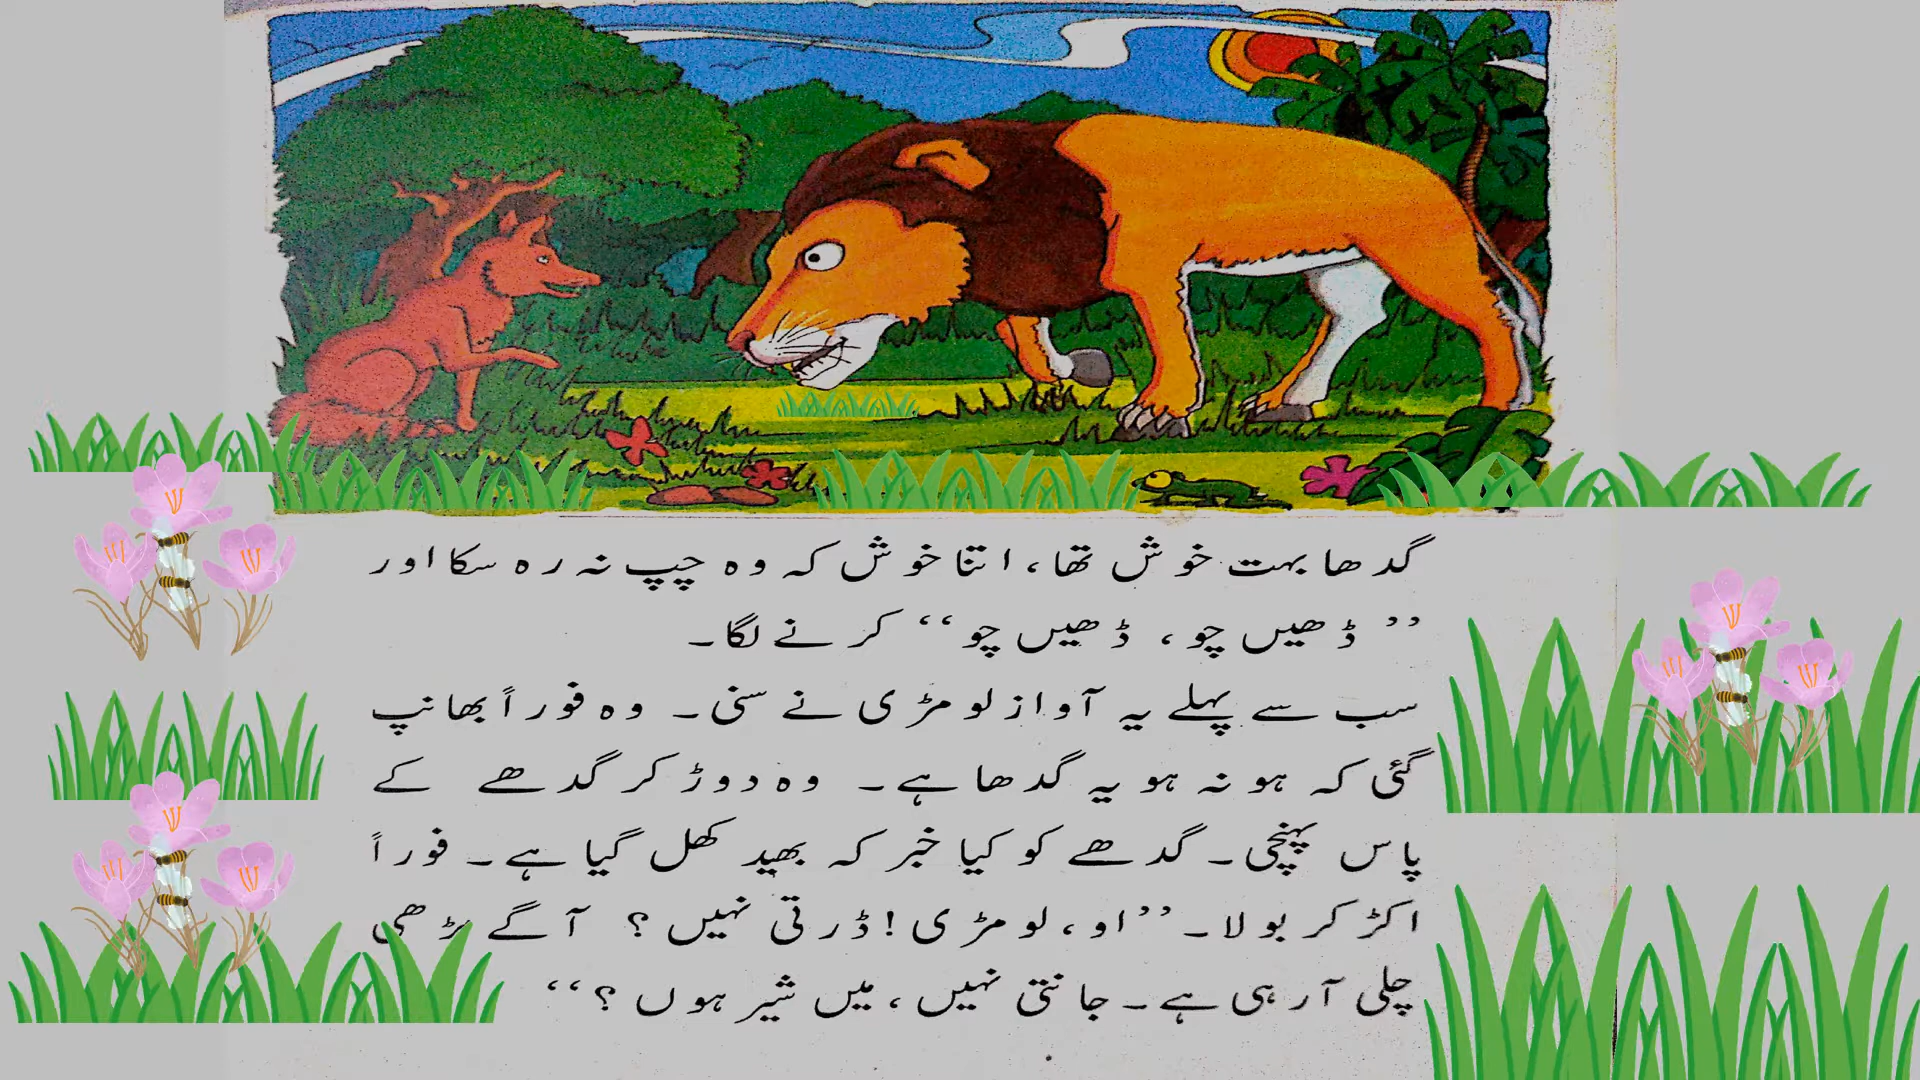 گدھا بہت خوش تھا، اتنا خوش کہ وہ چپ نہ رہ سکا اور
’’ ڈھیں چو، ڈھیں چو‘‘ کرنے لگا۔
سب سے پہلے یہ آواز لومڑی نے سنی۔ وہ فوراً بھانپ
گئی کہ ہو نہ ہو یہ گدھا ہے۔ وہ دوڑ کر گدھے کے
پاس پہنچی۔ گدھے کو کیا خبر کہ بھید کھل گیا ہے۔ فوراً
اکڑ کر بولا۔ ’’او، لومڑی! ڈرتی نہیں؟ آگے بڑھی
چلی آرہی ہے۔ جانتی نہیں، میں شیر ہوں؟‘‘